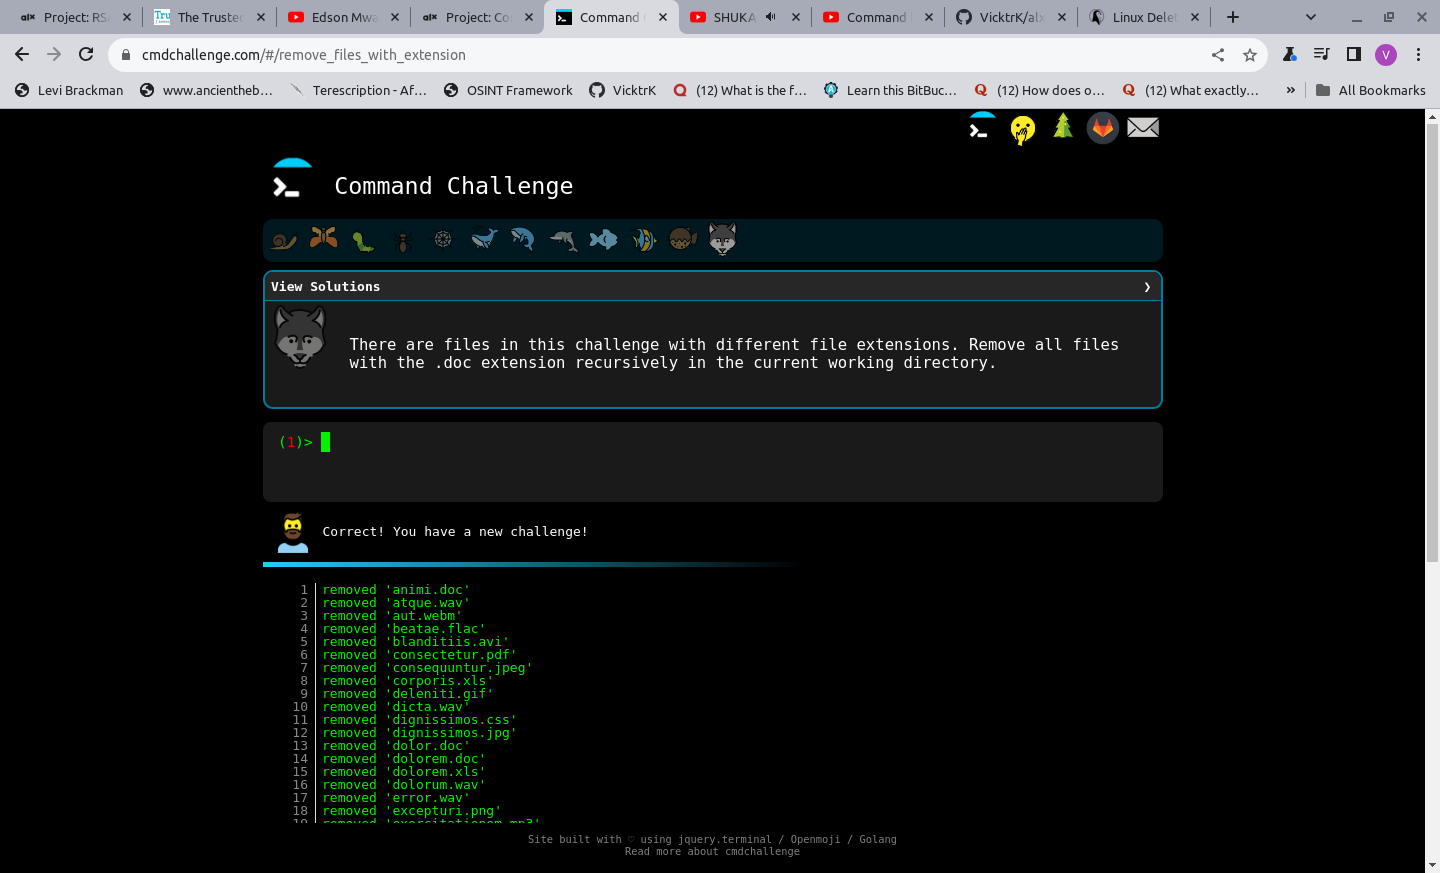 Project: RS
The Truste
Edson Mwa
Project: Co
Command
SHUKA
Command
VicktrK/alx
Linux Dele
cmdchallenge.com/#/remove_files_with_extension
V
Levi Brackman
www.ancientheb…
Terescription - Af…
OSINT Framework
VicktrK
(12) What is the f…
Learn this BitBuc…
(12) How does o…
(12) What exactly…
»
All Bookmarks
Command Challenge
View Solutions
There are files in this challenge with different file extensions. Remove all files
with the .doc extension recursively in the current working directory.
(1)>
Correct! You have a new challenge!
1 removed 'animi.doc'
2 removed 'atque.wav'
3 removed 'aut.webm'
4 removed 'beatae.flac'
5 removed 'blanditiis.avi'
6 removed 'consectetur.pdf'
7 removed 'consequuntur.jpeg'
8 removed 'corporis.xls'
9 removed 'deleniti.gif'
10 removed 'dicta.wav'
11 removed 'dignissimos.css'
12 removed 'dignissimos.jpg'
13 removed 'dolor.doc'
14 removed 'dolorem.doc'
15 removed 'dolorem.xls'
16 removed 'dolorum.wav'
17 removed 'error.wav'
18 removed 'excepturi.png'
19 removed 'exercitationem.mp3'
Site built with ♡ using jquery.terminal / Openmoji / Golang
Read more about cmdchallenge